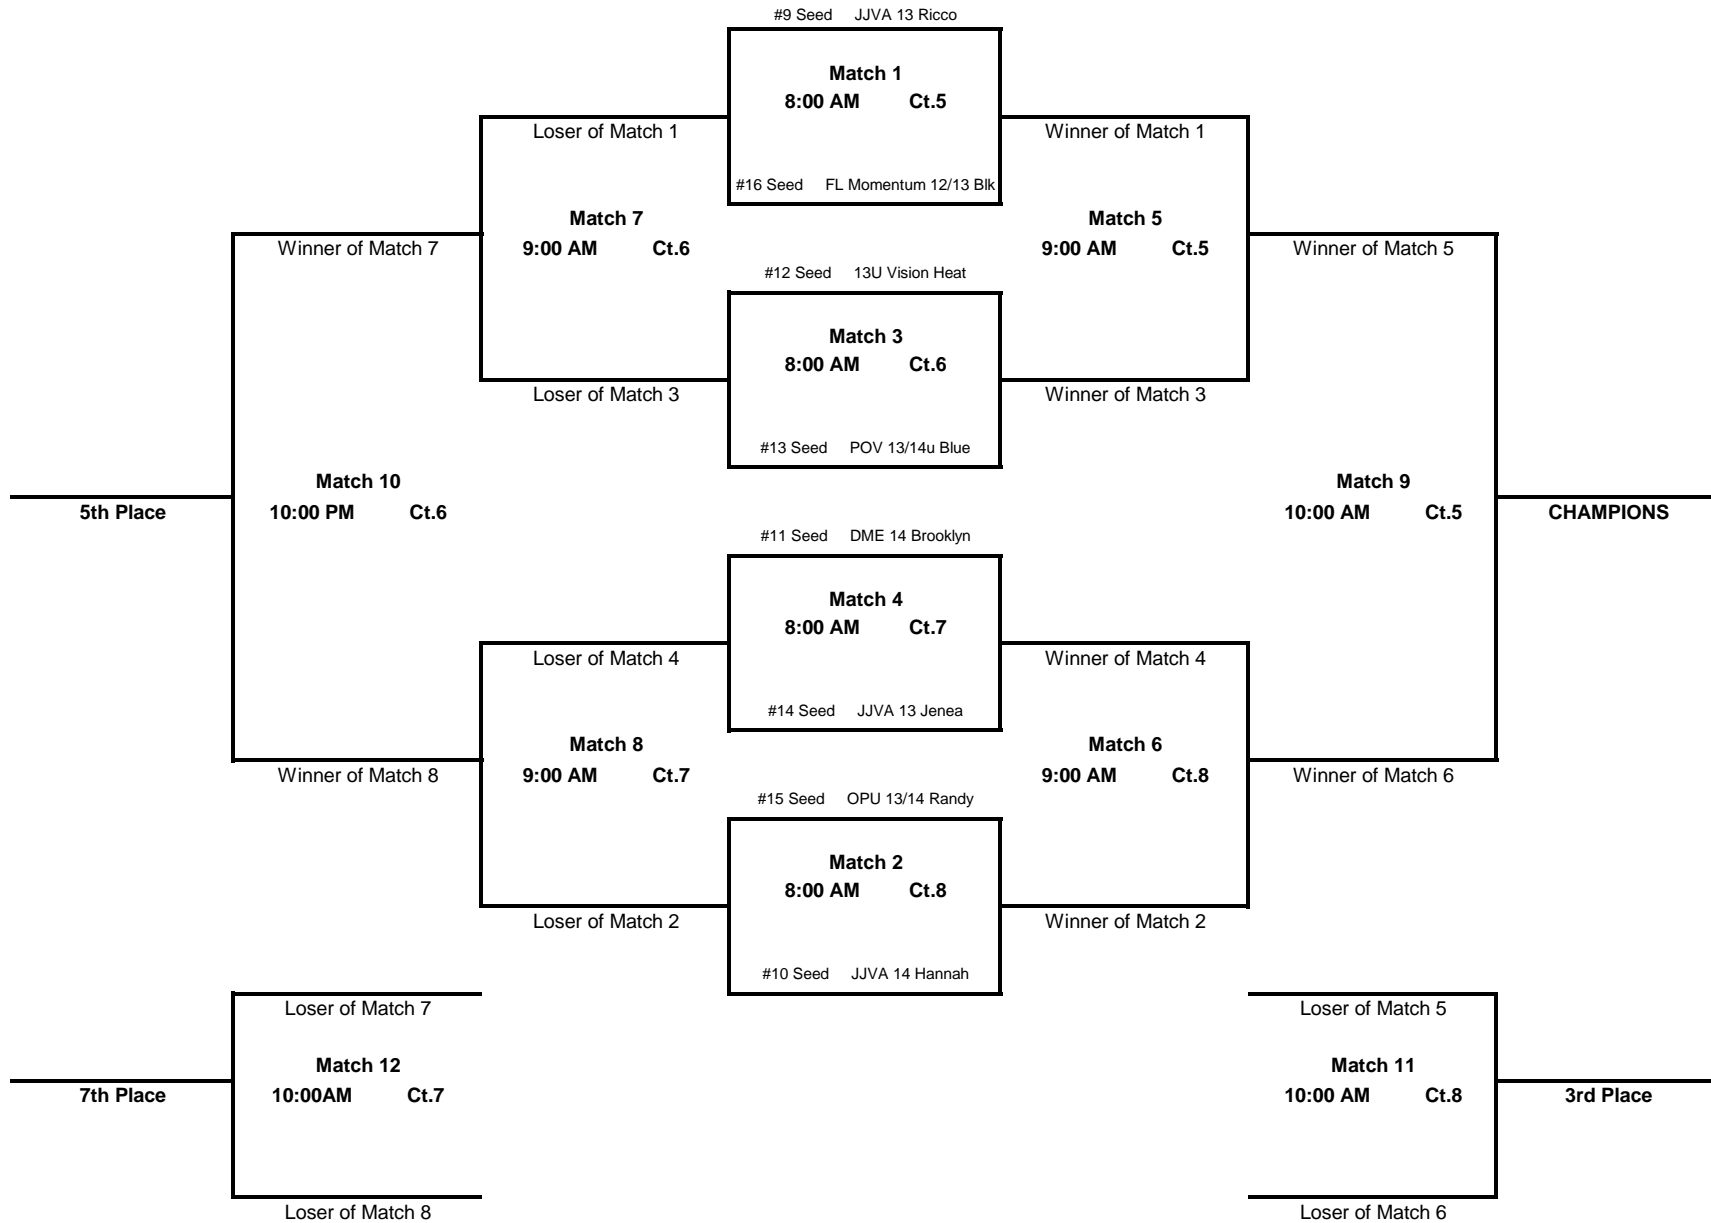 #9 Seed JJVA 13 Ricco
Match 1
8:00 AM Ct.5
Loser of Match 1
Winner of Match 1
#16 Seed FL Momentum 12/13 Blk
Match 7
Match 5
Winner of Match 7
9:00 AM Ct.6
9:00 AM Ct.5
Winner of Match 5
#12 Seed 13U Vision Heat
Match 3
8:00 AM Ct.6
Loser of Match 3
Winner of Match 3
#13 Seed POV 13/14u Blue
Match 10
Match 9
5th Place
10:00 PM Ct.6
10:00 AM Ct.5
CHAMPIONS
#11 Seed DME 14 Brooklyn
Match 4
8:00 AM Ct.7
Loser of Match 4
Winner of Match 4
#14 Seed JJVA 13 Jenea
Match 8
Match 6
Winner of Match 8
9:00 AM Ct.7
9:00 AM Ct.8
Winner of Match 6
#15 Seed OPU 13/14 Randy
Match 2
8:00 AM Ct.8
Loser of Match 2
Winner of Match 2
#10 Seed JJVA 14 Hannah
Loser of Match 7
Loser of Match 5
Match 12
Match 11
7th Place
10:00AM Ct.7
10:00 AM Ct.8
3rd Place
Loser of Match 8
Loser of Match 6